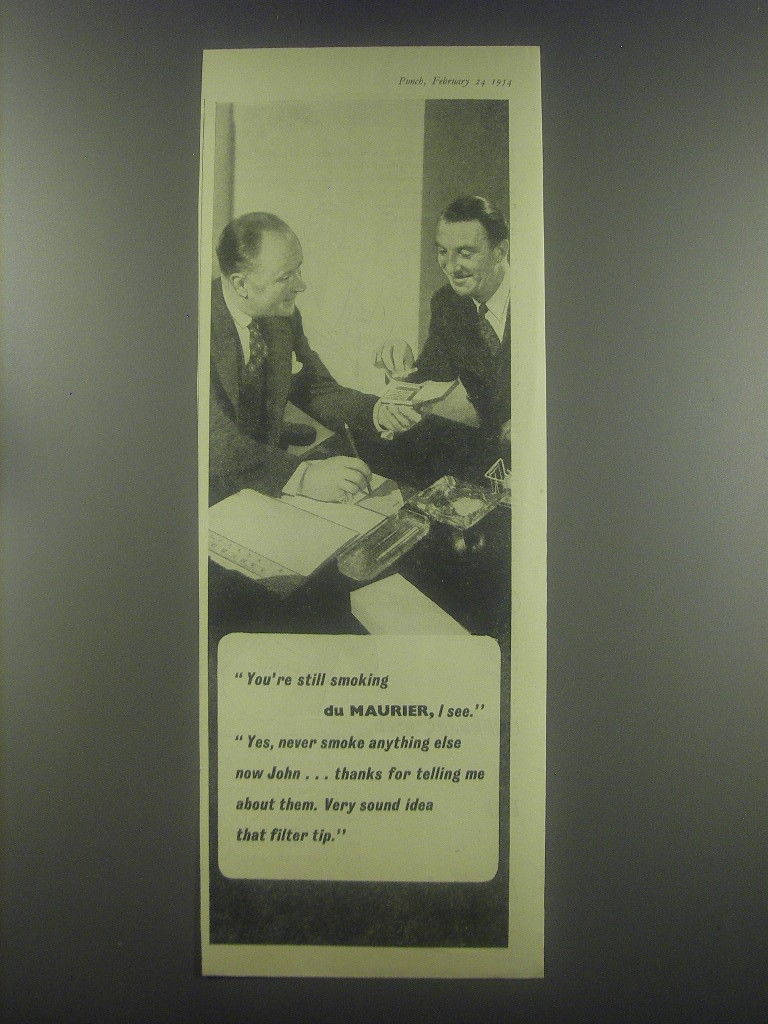 Punch, February 24 1954
"You're still smoking
du MAURIER, I see."
"Yes, never smoke anything else
now John . . . thanks for telling me
about them. Very sound idea
that filter tip."